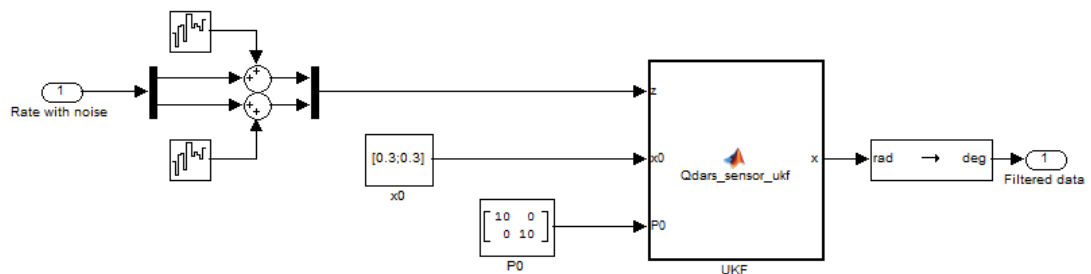 1
Rate with noise
+
+
+
+
z
[0.3;0.3]
x0
x0
Qdars_sensor_ukf
x
rad → deg
1
Filtered data
10 0
0 10
P0
P0
UKF